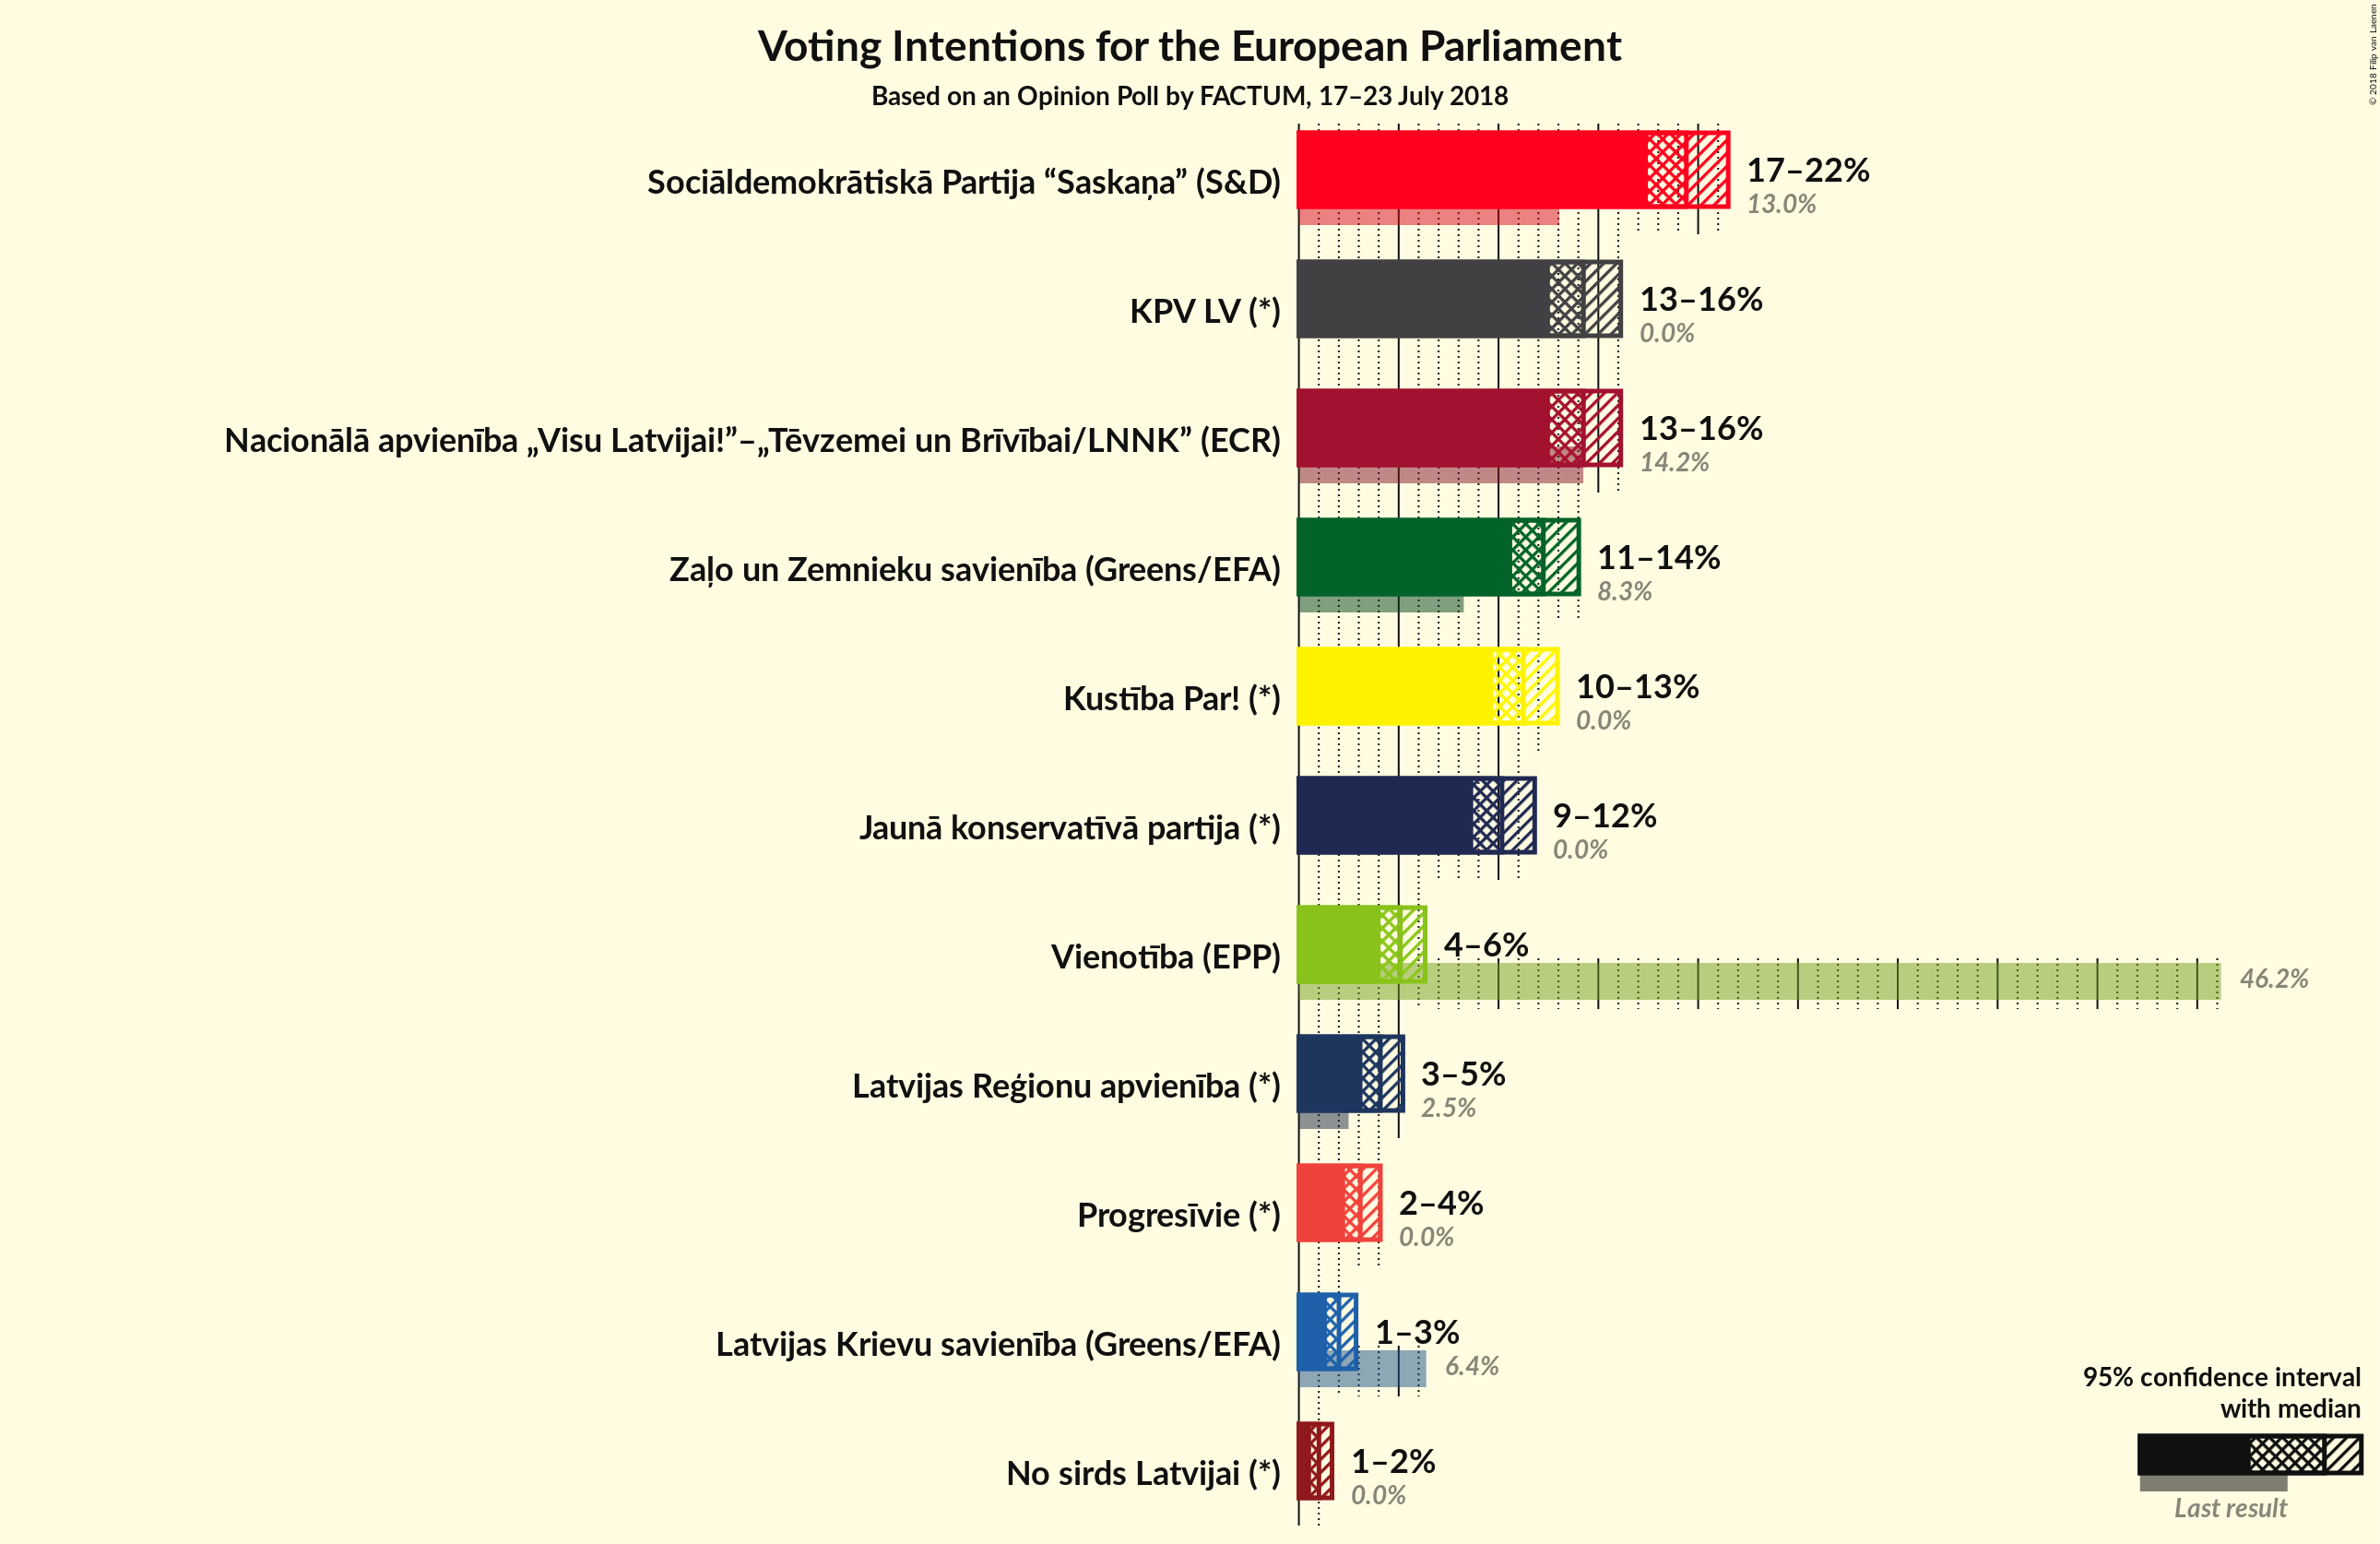 © 2018 Filip van Laenen
Voting Intentions for the European Parliament
Based on an Opinion Poll by FACTUM, 17–23 July 2018
Sociāldemokrātiskā Partija “Saskaņa” (S&D)
17–22%
13.0%
KPV LV (*)
13–16%
0.0%
Nacionālā apvienība „Visu Latvijai!”–„Tēvzemei un Brīvībai/LNNK” (ECR)
13–16%
14.2%
Zaļo un Zemnieku savienība (Greens/EFA)
11–14%
8.3%
Kustība Par! (*)
10–13%
0.0%
Jaunā konservatīvā partija (*)
9–12%
0.0%
Vienotība (EPP)
4–6%
46.2%
Latvijas Reģionu apvienība (*)
3–5%
2.5%
Progresīvie (*)
2–4%
0.0%
Latvijas Krievu savienība (Greens/EFA)
1–3%
6.4%
No sirds Latvijai (*)
1–2%
0.0%
95% confidence interval
with median
Last result